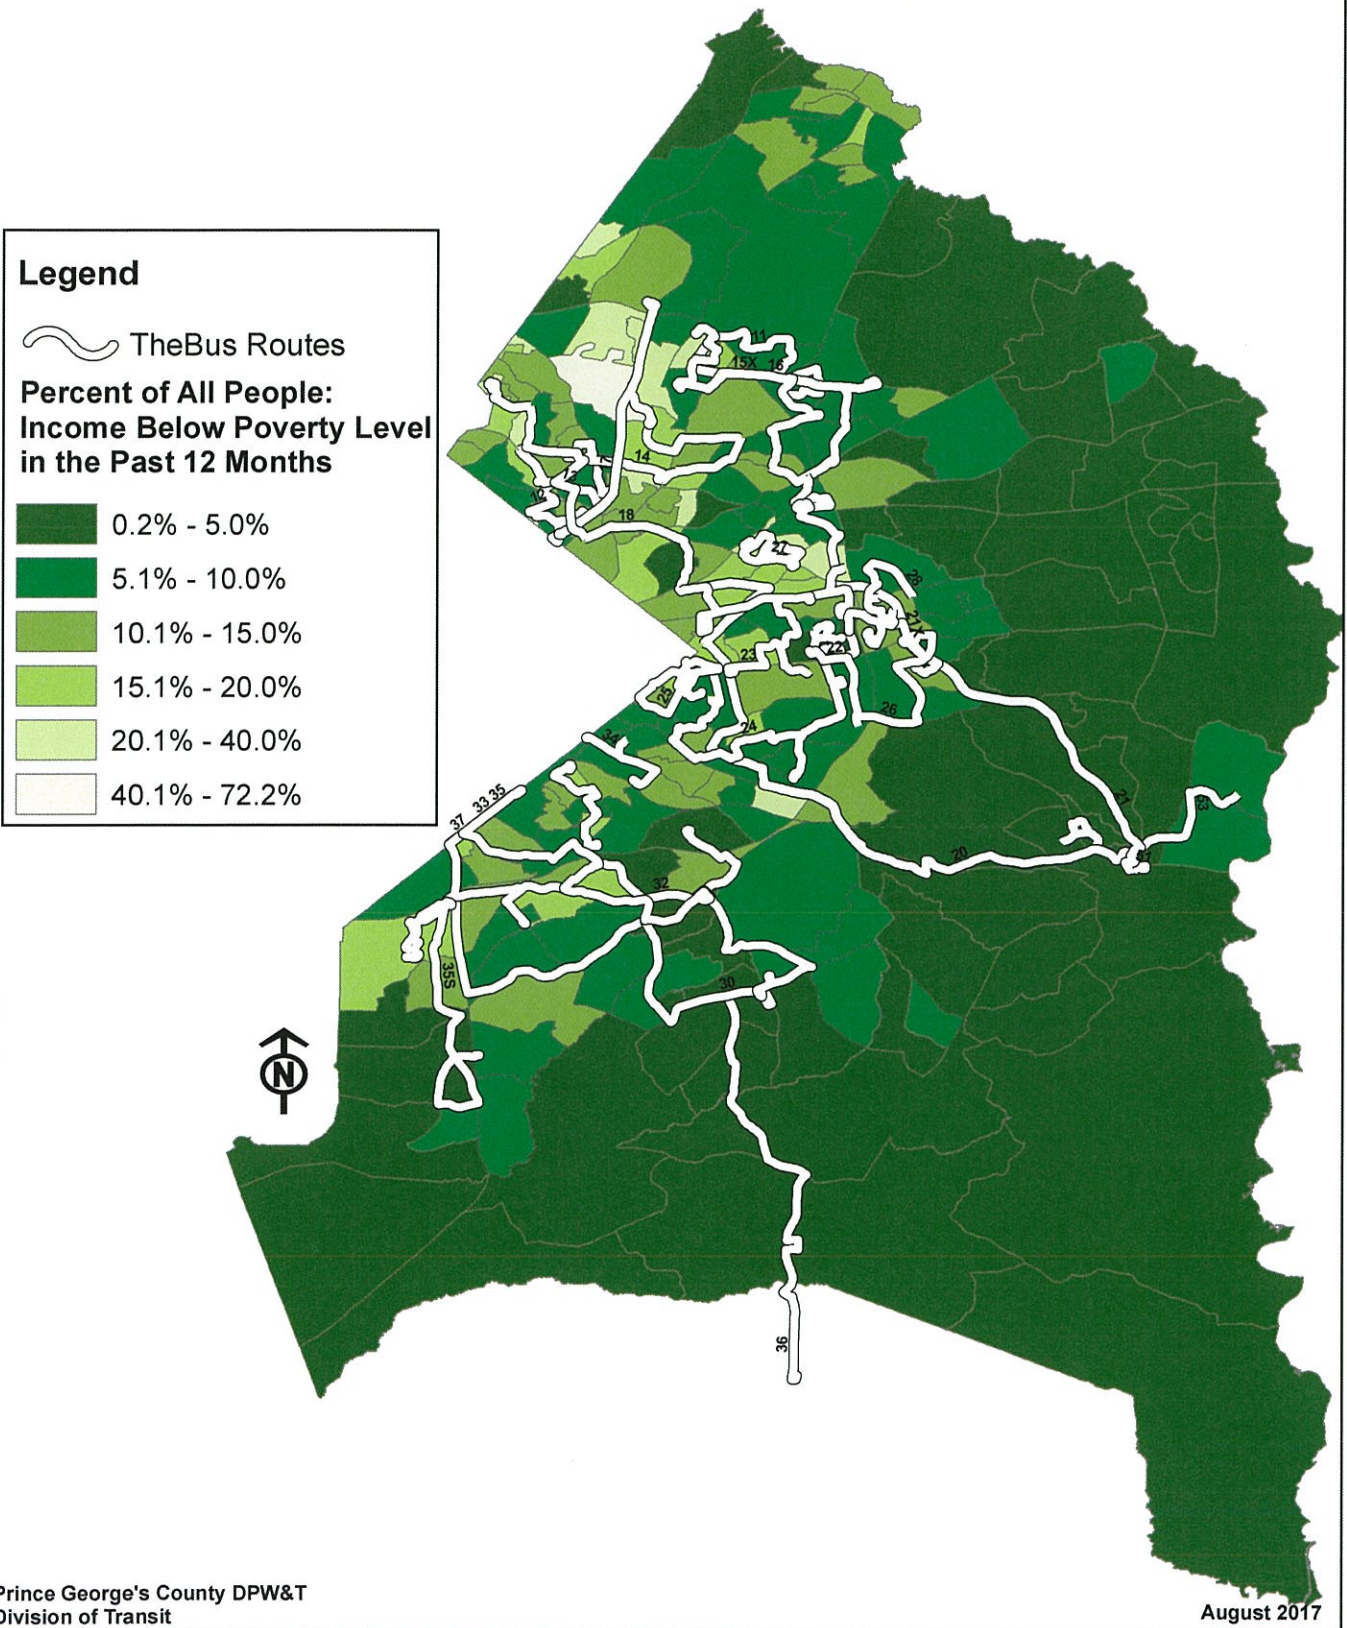 Legend
TheBus Routes
Percent of All People:
Income Below Poverty Level
in the Past 12 Months
0.2% - 5.0%
5.1% - 10.0%
10.1% - 15.0%
15.1% - 20.0%
20.1% - 40.0%
40.1% - 72.2%
11
15X 16
14
12
18
27
28
21X
22
23
25
26
24
34
33 35
37
21
53
20
32
35S
30
36
N
Prince George's County DPW&T
Division of Transit
August 2017